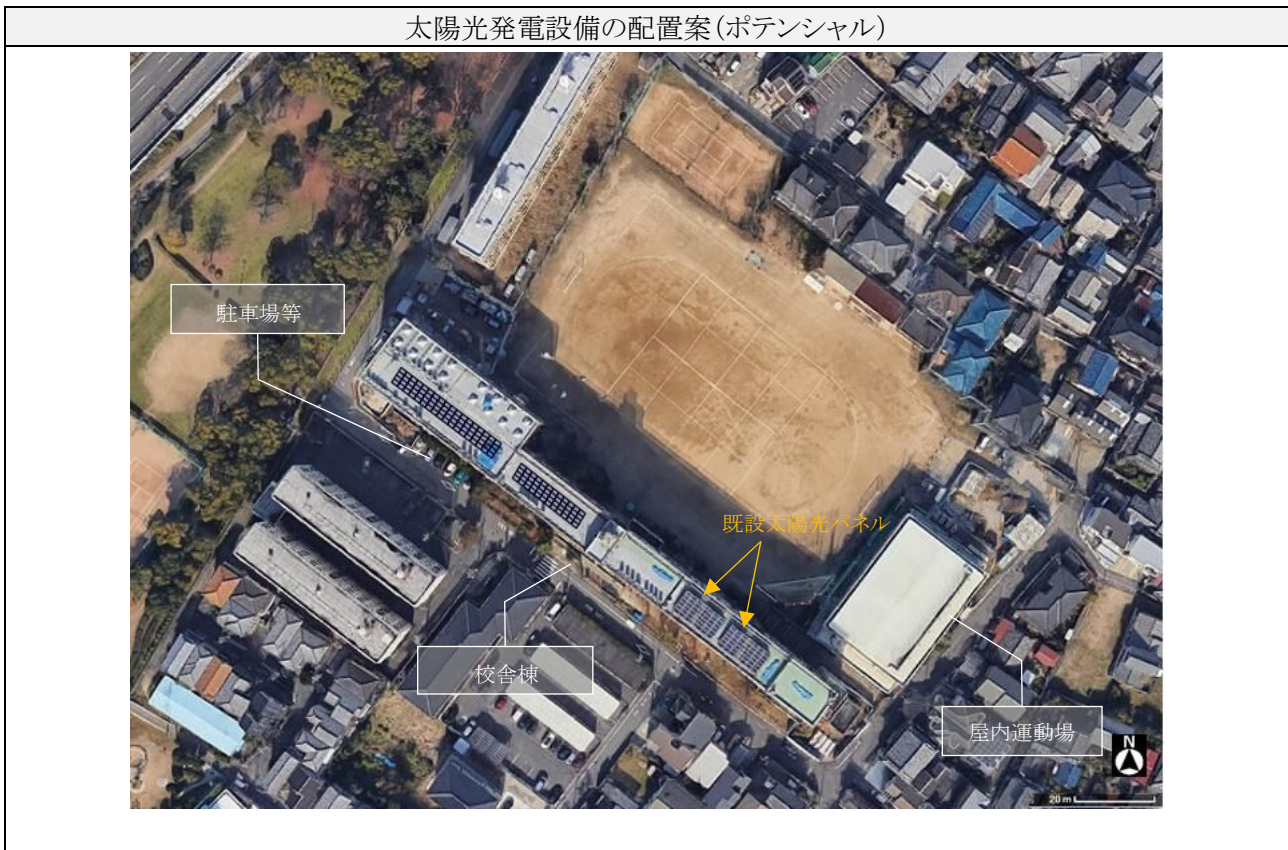 太陽光発電設備の配置案(ポテンシャル)
駐車場等
既設太陽光パネル
校舎棟
屋内運動場
N
20 m